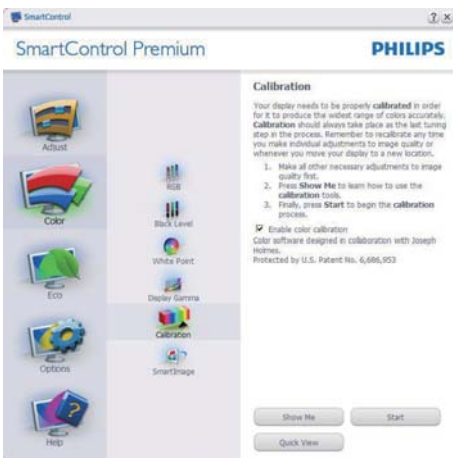 SmartControl
SmartControl Premium
PHILIPS
Adjust
Color
Eco
Options
Help
RGB
Black Level
White Point
Display Gamma
Calibration
SmartImage
Calibration
Your display needs to be properly calibrated in order
for it to produce the widest range of colors accurately.
Calibration should always take place as the last tuning
step in the process. Remember to recalibrate any time
you make individual adjustments to image quality or
whenever you move your display to a new location.
1. Make all other necessary adjustments to image
quality first.
2. Press Show Me to learn how to use the
calibration tools.
3. Finally, press Start to begin the calibration
process.
Enable color calibration
Color software designed in collaboration with Joseph
Holmes.
Protected by U.S. Patent No. 6,686,953
Show Me
Start
Quick View